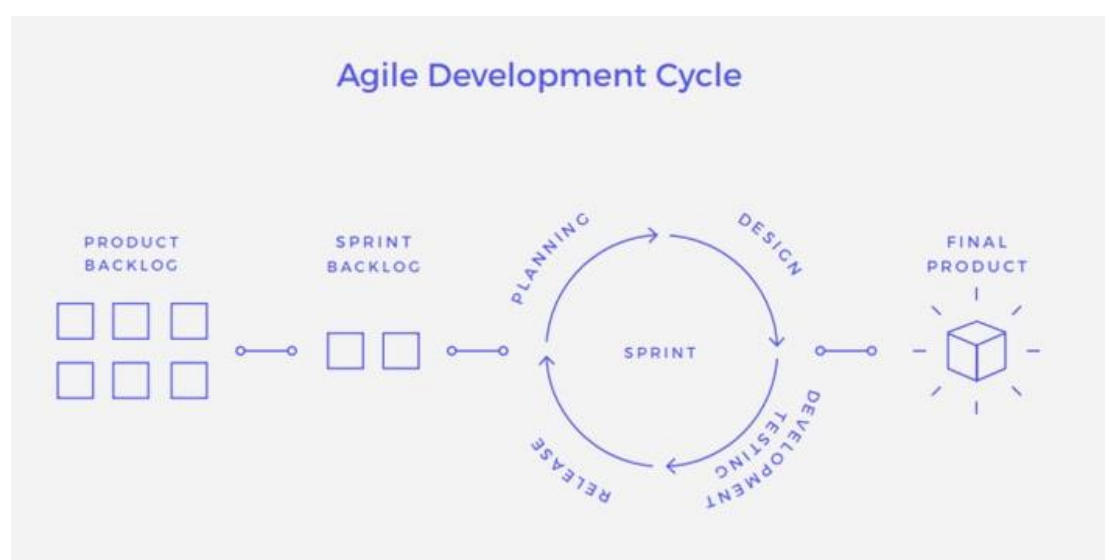 Agile Development Cycle
PRODUCT
BACKLOG
SPRINT
BACKLOG
PLANNING
DESIGN
SPRINT
DEVELOPMENT
TESTING
RELEASE
FINAL
PRODUCT